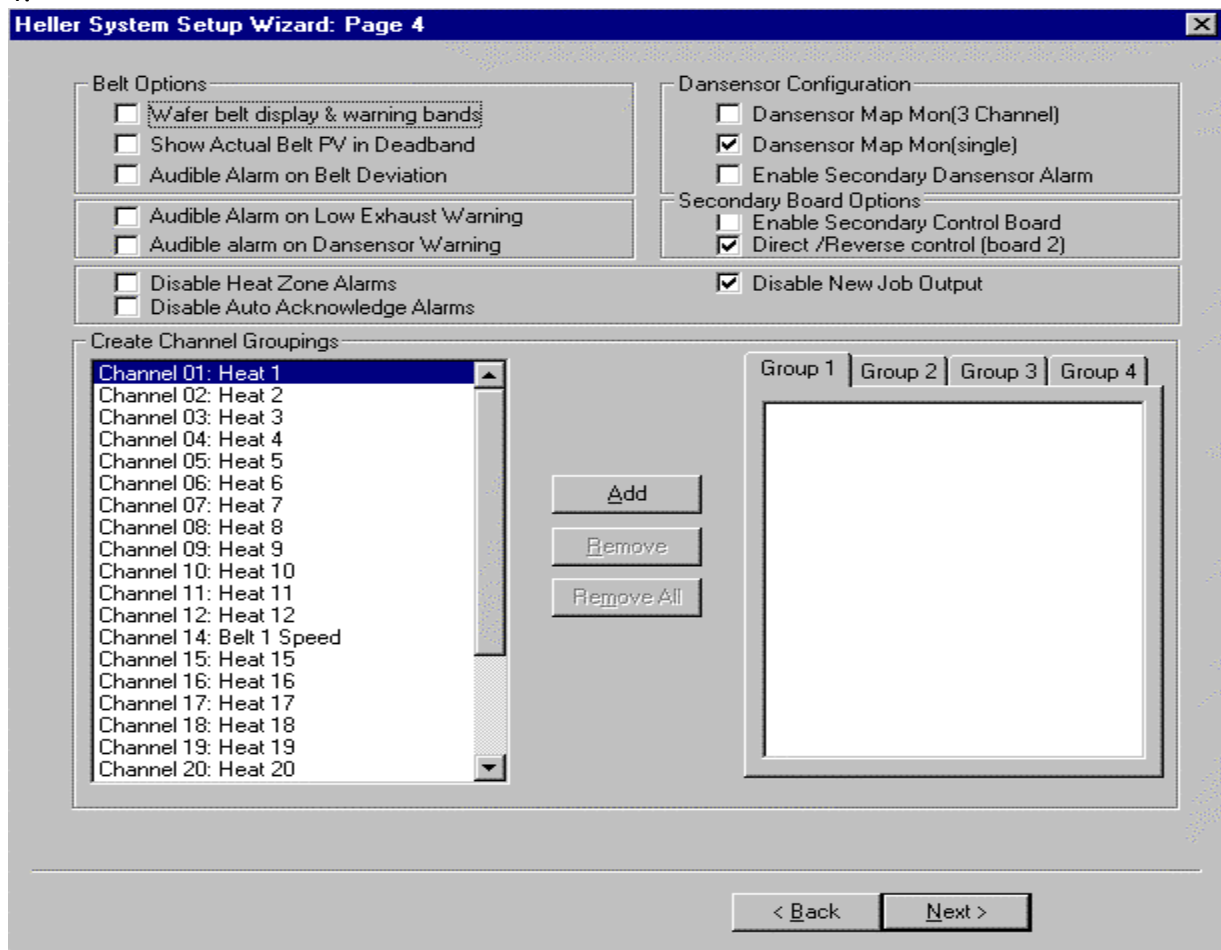 Heller System Setup Wizard: Page 4
Belt Options
Wafer belt display & warning bands
Show Actual Belt PV in Deadband
Audible Alarm on Belt Deviation
Audible Alarm on Low Exhaust Warning
Audible alarm on Dansensor Warning
Dansensor Configuration
Dansensor Map Mon(3 Channel)
Dansensor Map Mon(single)
Enable Secondary Dansensor Alarm
Secondary Board Options
Enable Secondary Control Board
Direct /Reverse control (board 2)
Disable Heat Zone Alarms
Disable Auto Acknowledge Alarms
Disable New Job Output
Create Channel Groupings
Channel 01: Heat 1
Channel 02: Heat 2
Channel 03: Heat 3
Channel 04: Heat 4
Channel 05: Heat 5
Channel 06: Heat 6
Channel 07: Heat 7
Channel 08: Heat 8
Channel 09: Heat 9
Channel 10: Heat 10
Channel 11: Heat 11
Channel 12: Heat 12
Channel 14: Belt 1 Speed
Channel 15: Heat 15
Channel 16: Heat 16
Channel 17: Heat 17
Channel 18: Heat 18
Channel 19: Heat 19
Channel 20: Heat 20
Add
Remove
Remove All
Group 1 Group 2 Group 3 Group 4
< Back Next >